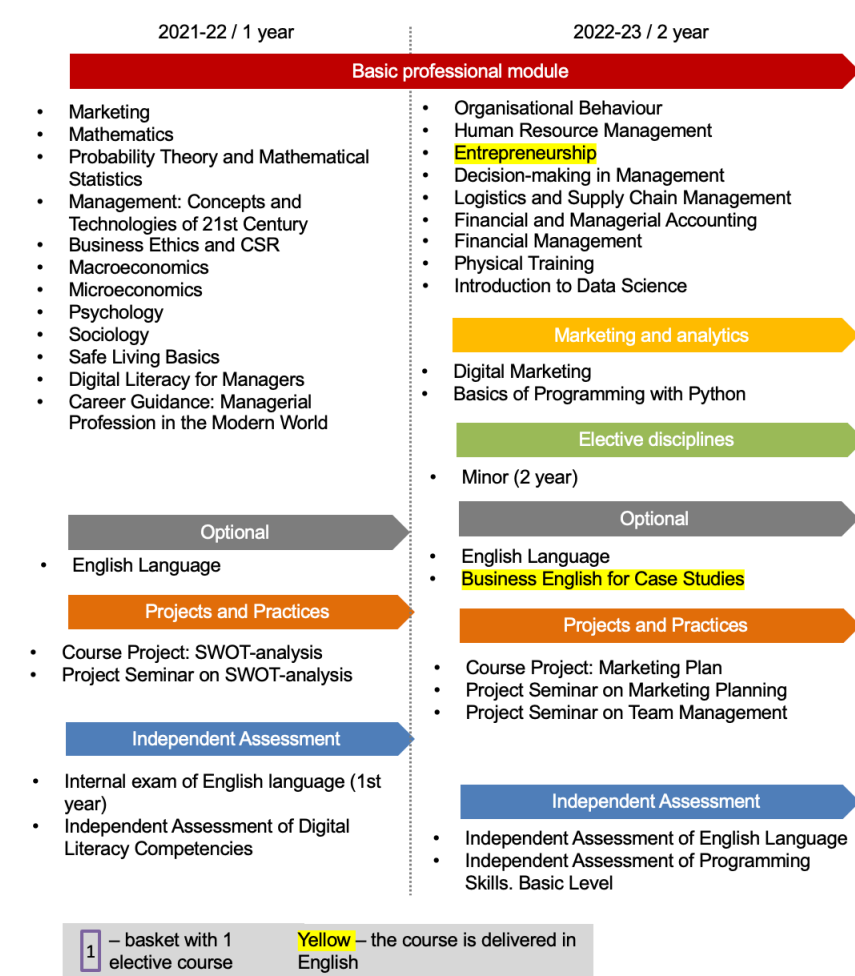 2021-22 / 1 year
2022-23 / 2 year
Basic professional module
• Marketing
• Mathematics
• Probability Theory and Mathematical
Statistics
• Management: Concepts and
Technologies of 21st Century
• Business Ethics and CSR
• Macroeconomics
• Microeconomics
• Psychology
• Sociology
• Safe Living Basics
• Digital Literacy for Managers
• Career Guidance: Managerial
Profession in the Modern World
Optional
• English Language
Projects and Practices
• Course Project: SWOT-analysis
• Project Seminar on SWOT-analysis
Independent Assessment
• Internal exam of English language (1st
year)
• Independent Assessment of Digital
Literacy Competencies
• Organisational Behaviour
• Human Resource Management
• Entrepreneurship
• Decision-making in Management
• Logistics and Supply Chain Management
• Financial and Managerial Accounting
• Financial Management
• Physical Training
• Introduction to Data Science
Marketing and analytics
• Digital Marketing
• Basics of Programming with Python
Elective disciplines
• Minor (2 year)
Optional
• English Language
• Business English for Case Studies
Projects and Practices
• Course Project: Marketing Plan
• Project Seminar on Marketing Planning
• Project Seminar on Team Management
Independent Assessment
• Independent Assessment of English Language
• Independent Assessment of Programming
Skills. Basic Level
1 – basket with 1
elective course
Yellow – the course is delivered in
English